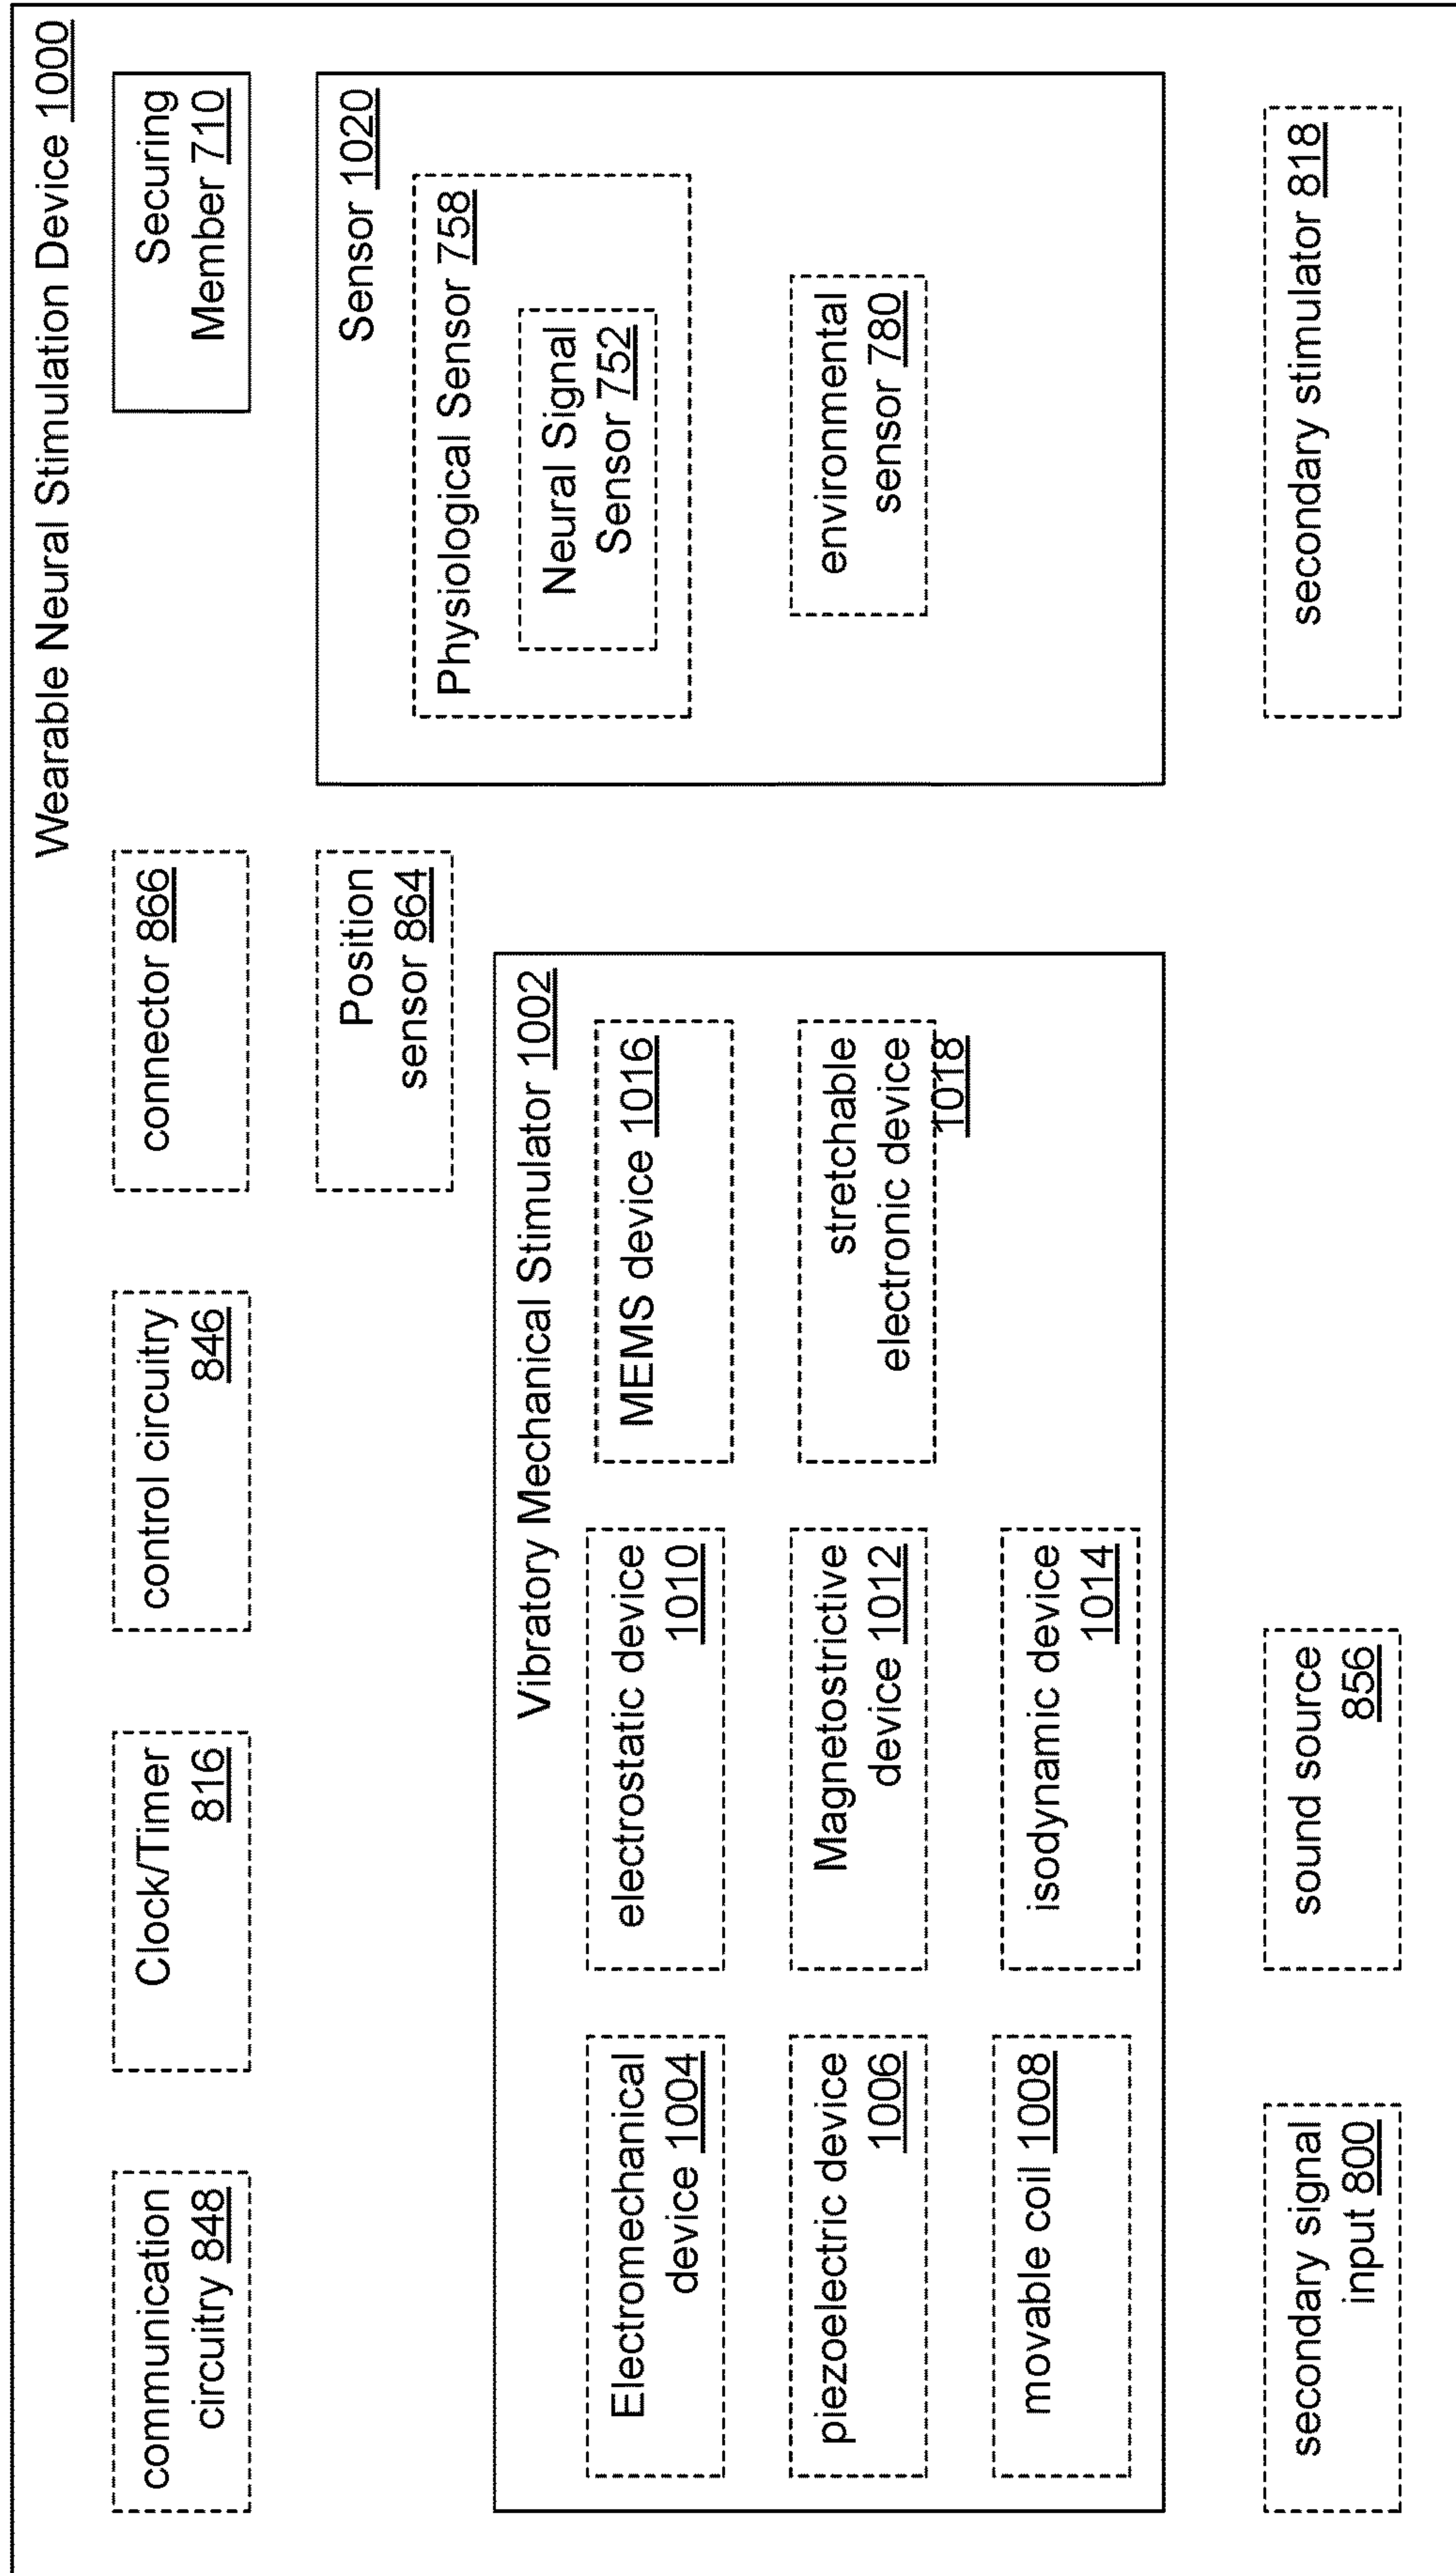 Wearable Neural Stimulation Device 1000
communication
circuitry 848
Clock/Timer
816
control circuitry
846
connector 866
Securing
Member 710
Position
sensor 864
Sensor 1020
Physiological Sensor 758
Neural Signal
Sensor 752
environmental
sensor 780
Vibratory Mechanical Stimulator 1002
Electromechanical
device 1004
electrostatic device
1010
MEMS device 1016
piezoelectric device
1006
Magnetostrictive
device 1012
stretchable
electronic device
1018
movable coil 1008
isodynamic device
1014
secondary signal
input 800
sound source
856
secondary stimulator 818